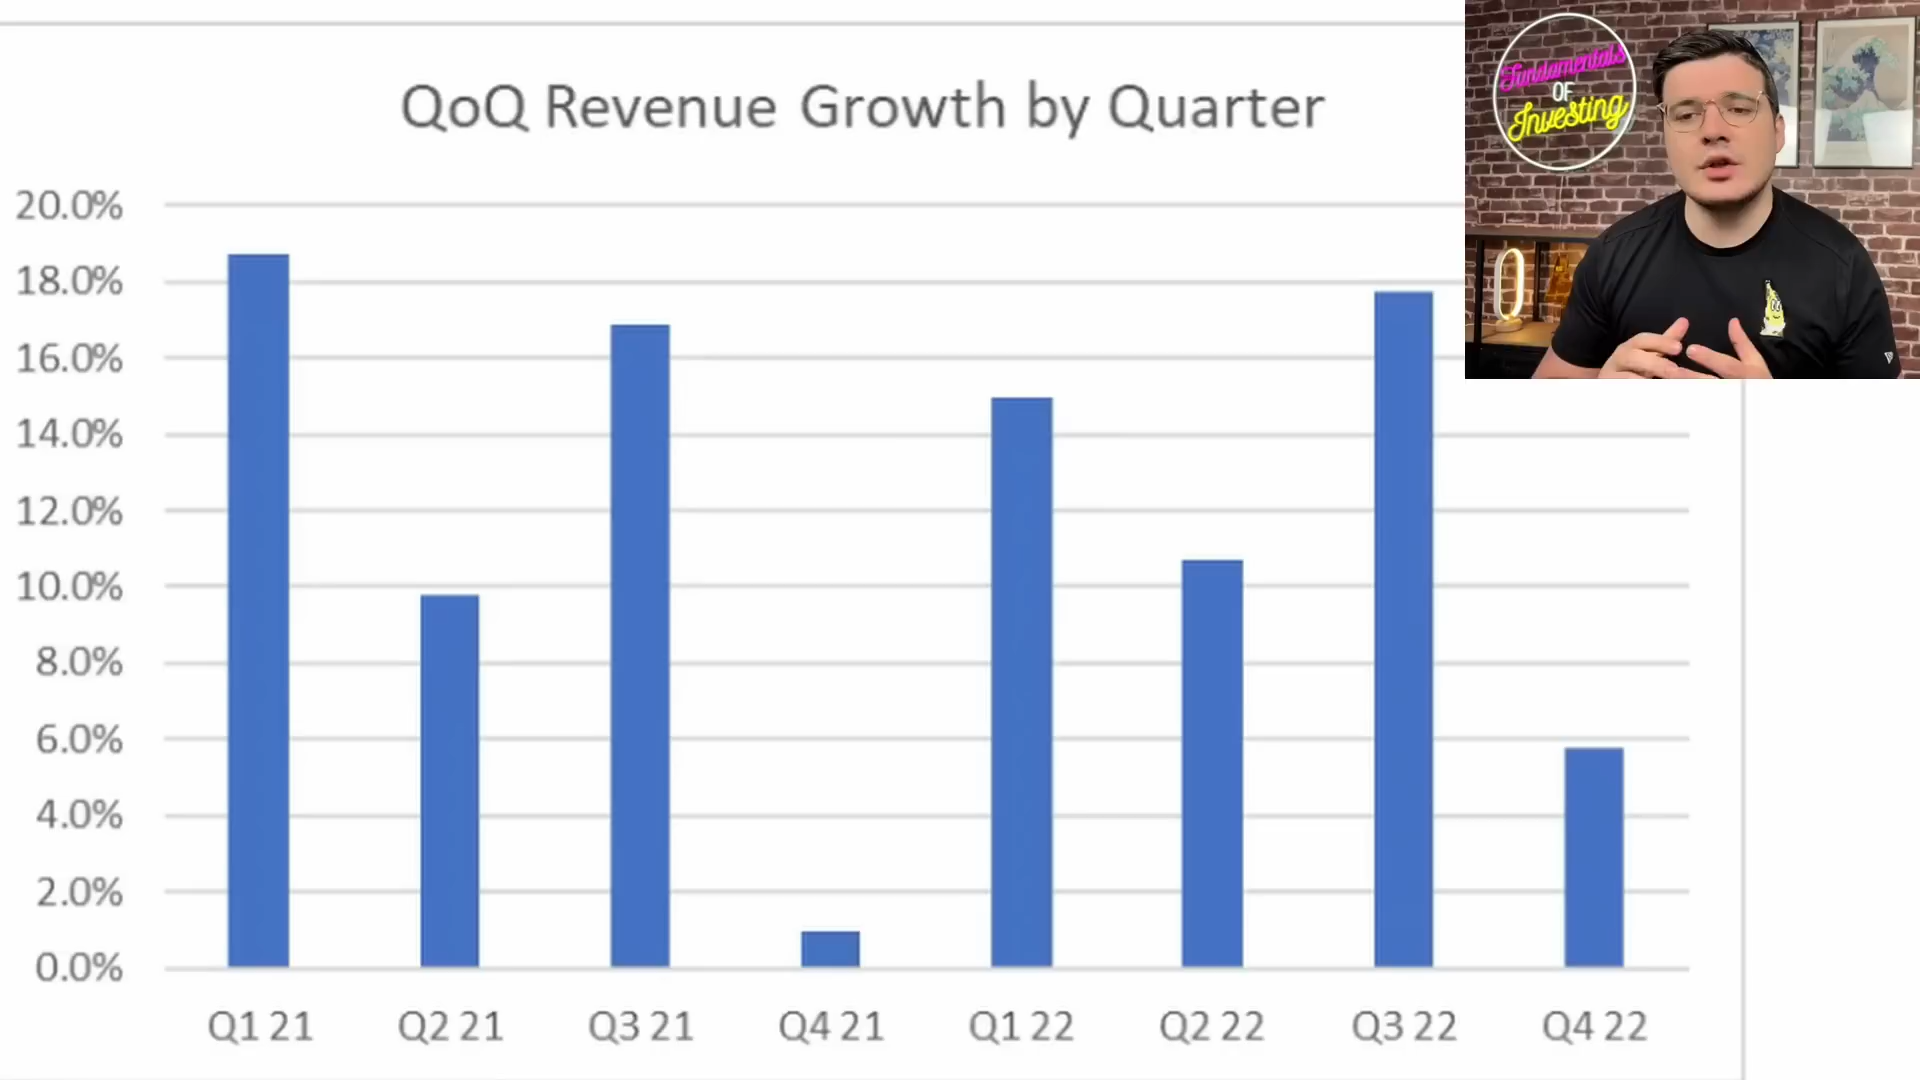 QoQ Revenue Growth by Quarter
20.0%
18.0%
16.0%
14.0%
12.0%
10.0%
8.0%
6.0%
4.0%
2.0%
0.0%
Q1 21 Q2 21 Q3 21 Q4 21 Q1 22 Q2 22 Q3 22 Q4 22
Fundamentals
OF
Investing